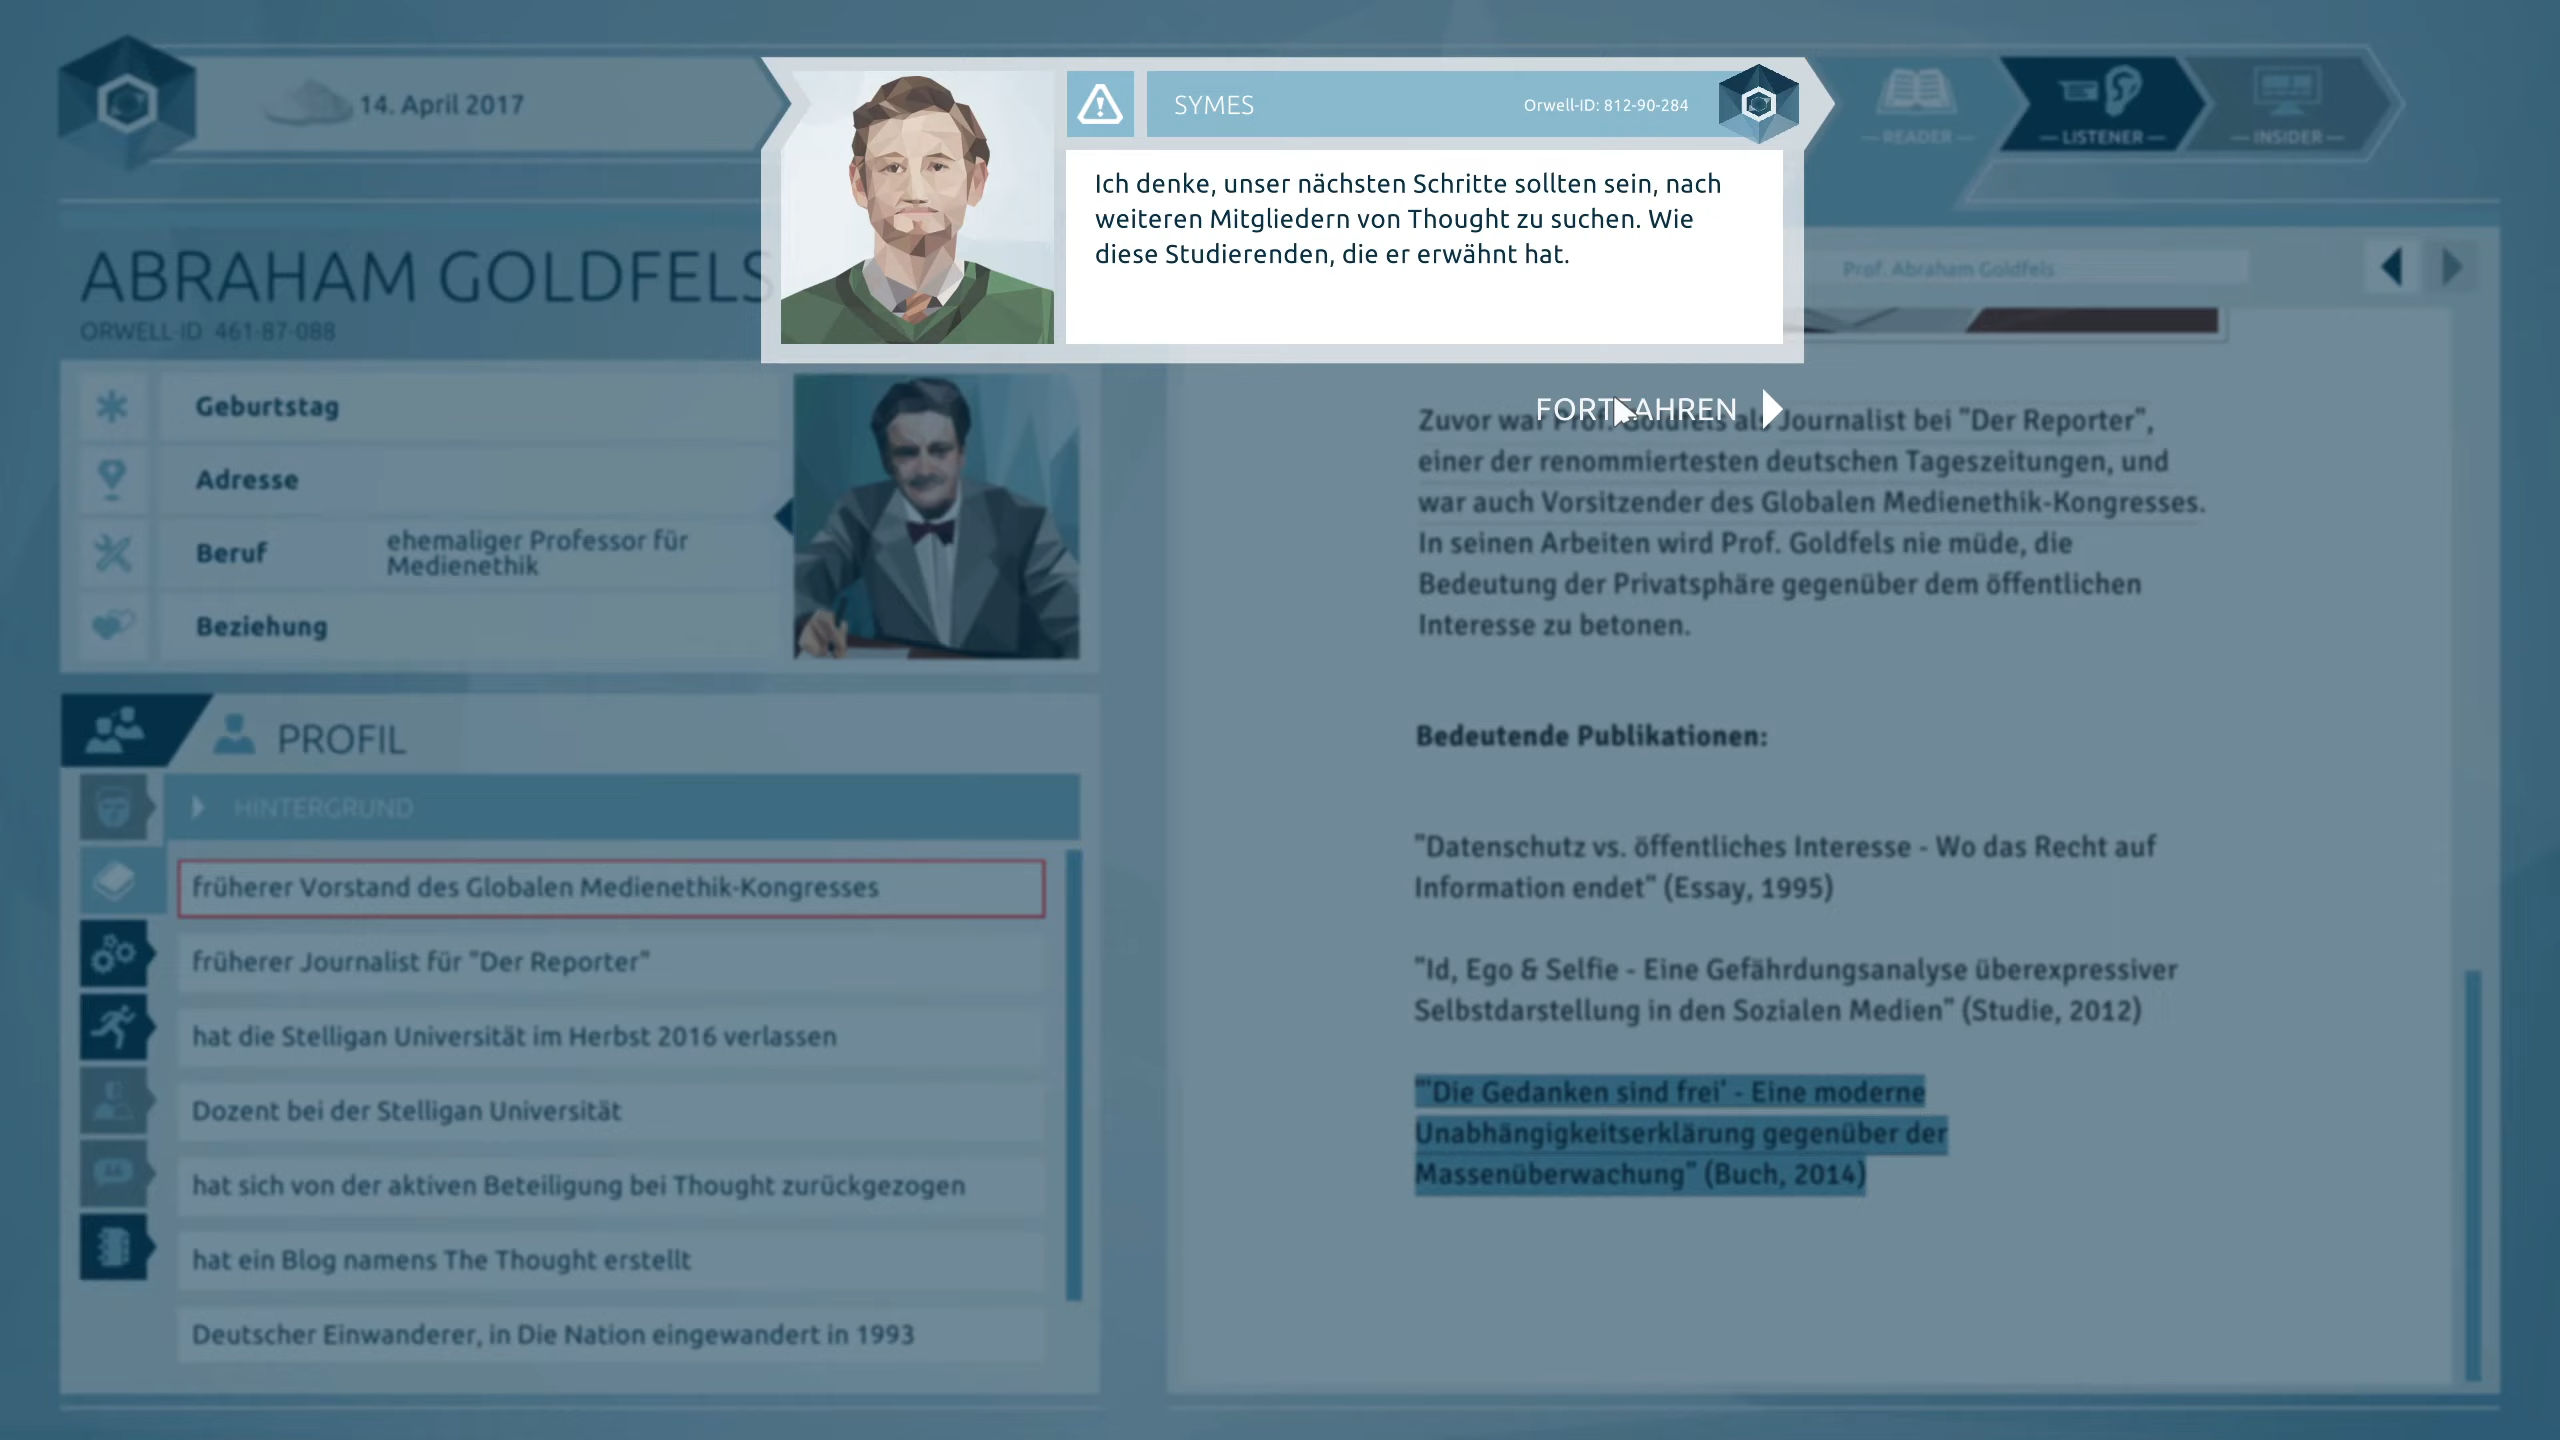 14. April 2017
SYMES
Orwell-ID: 812-90-284
Ich denke, unser nächsten Schritte sollten sein, nach
weiteren Mitgliedern von Thought zu suchen. Wie
diese Studierenden, die er erwähnt hat.
FORTFAHREN
READER
LISTENER
INSIDER
ABRAHAM GOLDFELS
ORWELL-ID 461-87-088
Geburtstag
Adresse
Beruf
ehemaliger Professor für
Medienethik
Beziehung
PROFIL
HINTERGRUND
früherer Vorstand des Globalen Medienethik-Kongresses
früherer Journalist für "Der Reporter"
hat die Stelligan Universität im Herbst 2016 verlassen
Dozent bei der Stelligan Universität
hat sich von der aktiven Beteiligung bei Thought zurückgezogen
hat ein Blog namens The Thought erstellt
Deutscher Einwanderer, in Die Nation eingewandert in 1993
Prof. Abraham Goldfels
Zuvor war Prof. Goldfels als Journalist bei "Der Reporter",
einer der renommiertesten deutschen Tageszeitungen, und
war auch Vorsitzender des Globalen Medienethik-Kongresses.
In seinen Arbeiten wird Prof. Goldfels nie müde, die
Bedeutung der Privatsphäre gegenüber dem öffentlichen
Interesse zu betonen.
Bedeutende Publikationen:
"Datenschutz vs. öffentliches Interesse - Wo das Recht auf
Information endet" (Essay, 1995)
"Id, Ego & Selfie - Eine Gefährdungsanalyse überexpressiver
Selbstdarstellung in den Sozialen Medien" (Studie, 2012)
"'Die Gedanken sind frei' - Eine moderne
Unabhängigkeitserklärung gegenüber der
Massenüberwachung" (Buch, 2014)